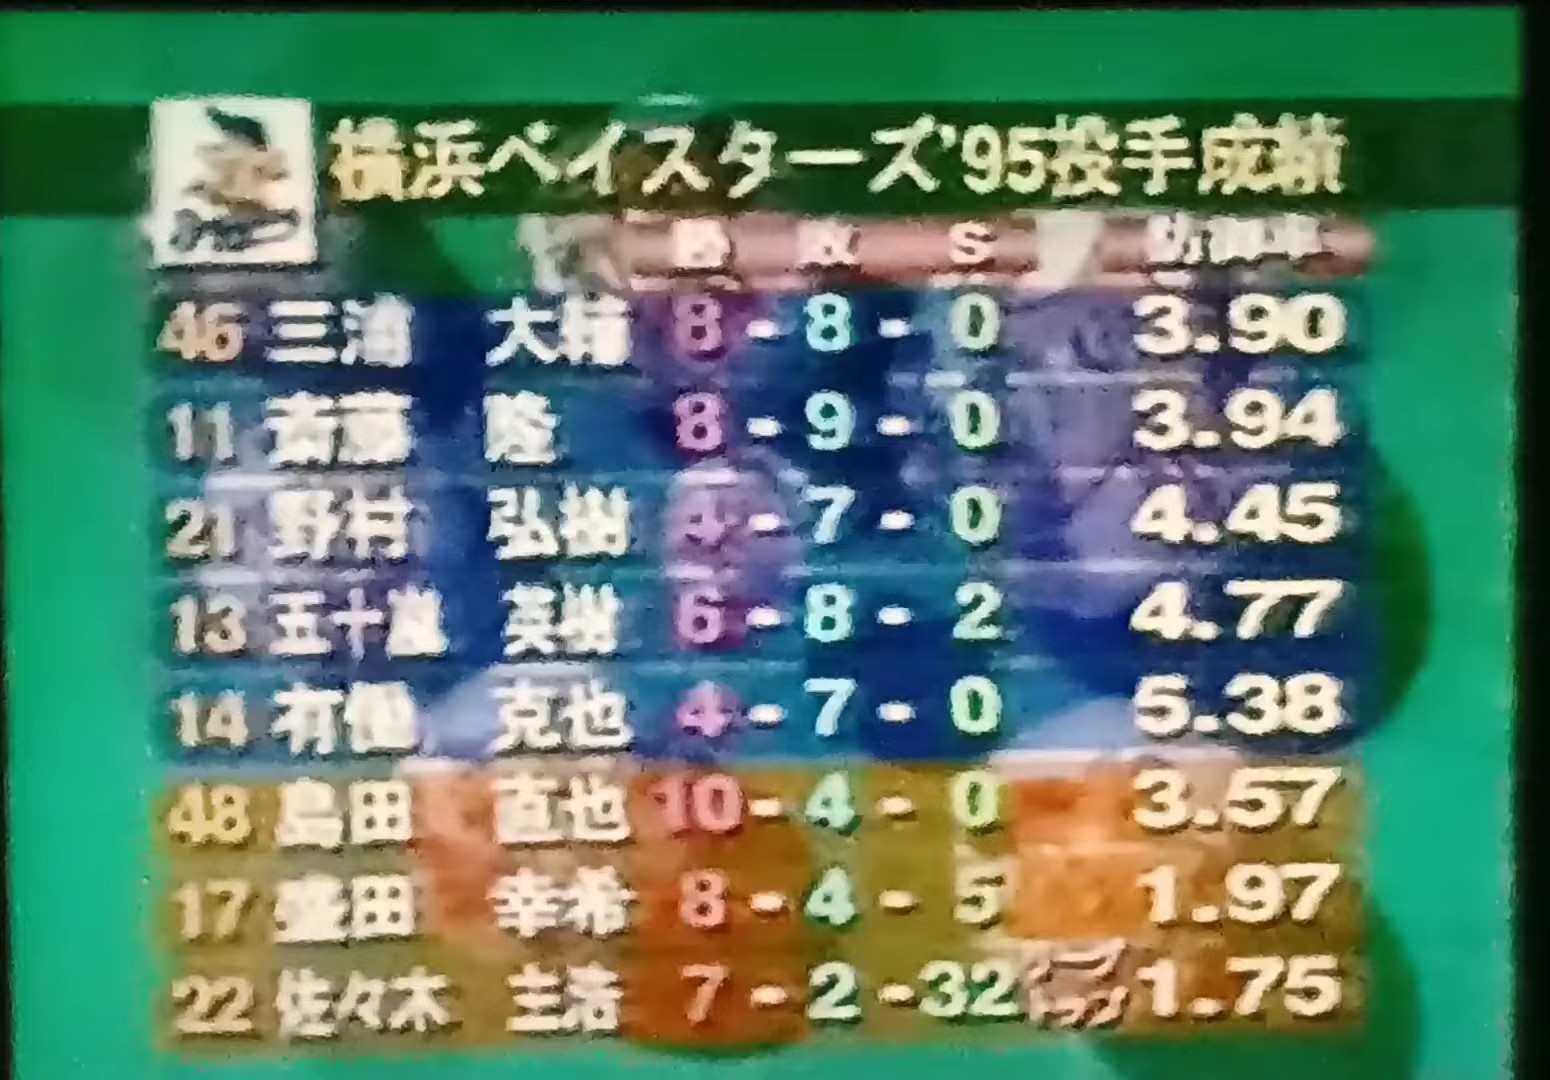 横浜ベイスターズ'95投手成績
勝 敗 S 防御率
46 三浦 大輔 8 - 8 - 0 3.90
11 斎藤 隆 8 - 9 - 0 3.94
21 野村 弘樹 4 - 7 - 0 4.45
13 五十嵐 英樹 6 - 8 - 2 4.77
14 有働 克也 4 - 7 - 0 5.38
48 島田 直也 10 - 4 - 0 3.57
17 盛田 幸希 8 - 4 - 5 1.97
22 佐々木 主浩 7 - 2 - 32 1.75